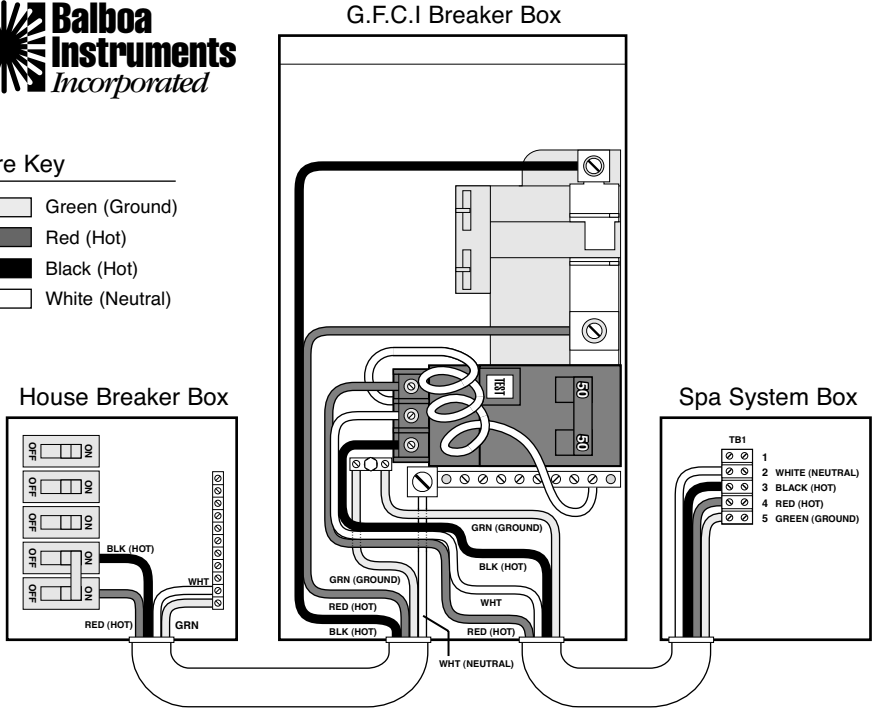 Balboa
Instruments
Incorporated
G.F.C.I Breaker Box
re Key
Green (Ground)
Red (Hot)
Black (Hot)
White (Neutral)
House Breaker Box
OFF ON
OFF ON
OFF ON
OFF ON
OFF ON
BLK (HOT)
WHT
RED (HOT)
GRN
TEST
50
50
GRN (GROUND)
BLK (HOT)
GRN (GROUND)
WHT
RED (HOT)
BLK (HOT)
RED (HOT)
WHT (NEUTRAL)
Spa System Box
TB1
1
2 WHITE (NEUTRAL)
3 BLACK (HOT)
4 RED (HOT)
5 GREEN (GROUND)